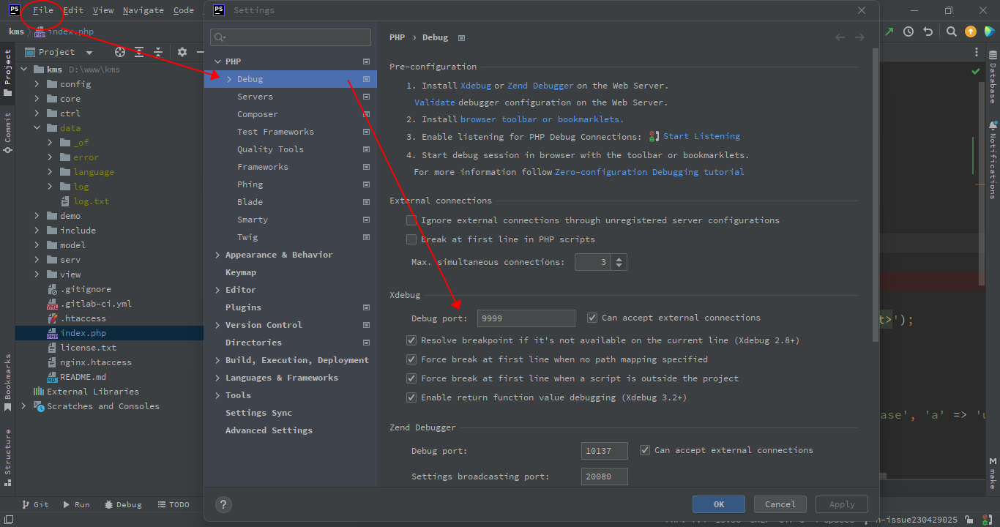 PS File Edit View Navigate Code
kms index.php
Project
Project
Commit
Bookmarks
Structure
kms D:\www\kms
config
core
ctrl
data
_of
error
language
log
log.txt
demo
include
model
serv
view
.gitignore
.gitlab-ci.yml
.htaccess
index.php
license.txt
nginx.htaccess
README.md
External Libraries
Scratches and Consoles
Git Run Debug TODO
PS Settings
PHP
Debug
Servers
Composer
Test Frameworks
Quality Tools
Frameworks
Phing
Blade
Smarty
Twig
Appearance & Behavior
Keymap
Editor
Plugins
Version Control
Directories
Build, Execution, Deployment
Languages & Frameworks
Tools
Settings Sync
Advanced Settings
PHP › Debug
Pre-configuration
1. Install Xdebug or Zend Debugger on the Web Server.
Validate debugger configuration on the Web Server.
2. Install browser toolbar or bookmarklets.
3. Enable listening for PHP Debug Connections: Start Listening
4. Start debug session in browser with the toolbar or bookmarklets.
For more information follow Zero-configuration Debugging tutorial
External connections
Ignore external connections through unregistered server configurations
Break at first line in PHP scripts
Max. simultaneous connections: 3
Xdebug
Debug port: 9999 Can accept external connections
Resolve breakpoint if it's not available on the current line (Xdebug 2.8+)
Force break at first line when no path mapping specified
Force break at first line when a script is outside the project
Enable return function value debugging (Xdebug 3.2+)
Zend Debugger
Debug port: 10137 Can accept external connections
Settings broadcasting port: 20080
? OK Cancel Apply
t>');
ase', 'a' => 'u
Database
Notifications
M make
n-issue230429025